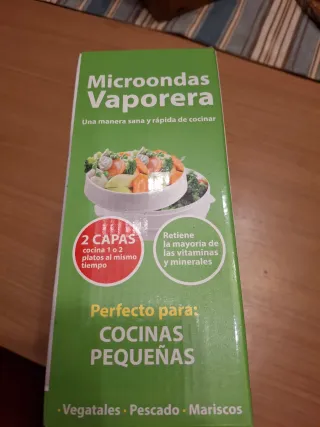 Microondas
Vaporera
Una manera sana y rápida de cocinar
2 CAPAS
cocina 1 o 2
platos al mismo
tiempo
Retiene
la mayoría de
las vitaminas
y minerales
Perfecto para:
COCINAS
PEQUEÑAS
· Vegatales · Pescado · Mariscos